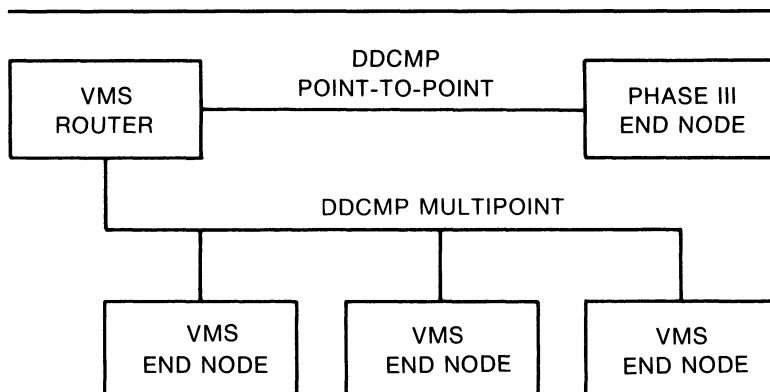 DDCMP
POINT-TO-POINT
VMS
ROUTER
PHASE III
END NODE
DDCMP MULTIPOINT
VMS
END NODE
VMS
END NODE
VMS
END NODE